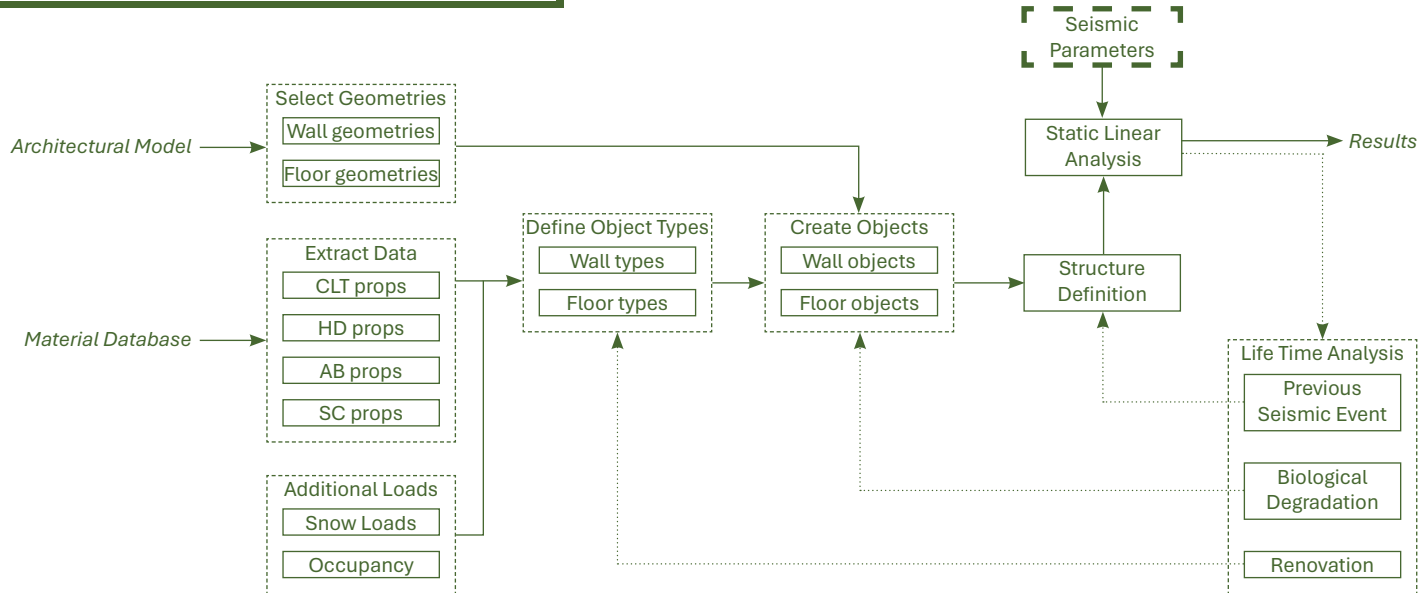 Seismic
Parameters
Select Geometries
Wall geometries
Floor geometries
Architectural Model
Static Linear
Analysis
Results
Define Object Types
Wall types
Floor types
Create Objects
Wall objects
Floor objects
Extract Data
CLT props
HD props
AB props
SC props
Material Database
Structure
Definition
Life Time Analysis
Previous
Seismic Event
Biological
Degradation
Renovation
Additional Loads
Snow Loads
Occupancy